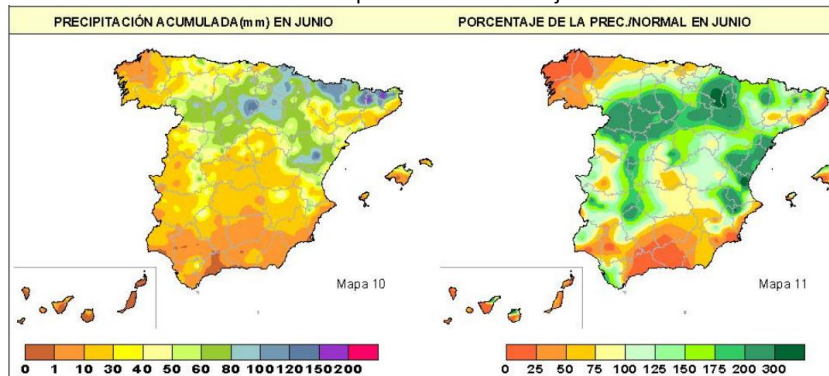 PRECIPITACIÓN ACUMULADA(mm) EN JUNIO
PORCENTAJE DE LA PREC./NORMAL EN JUNIO
Mapa 10
Mapa 11
0 1 10 30 40 50 60 80 100 120 150 200
0 25 50 75 100 125 150 175 200 300